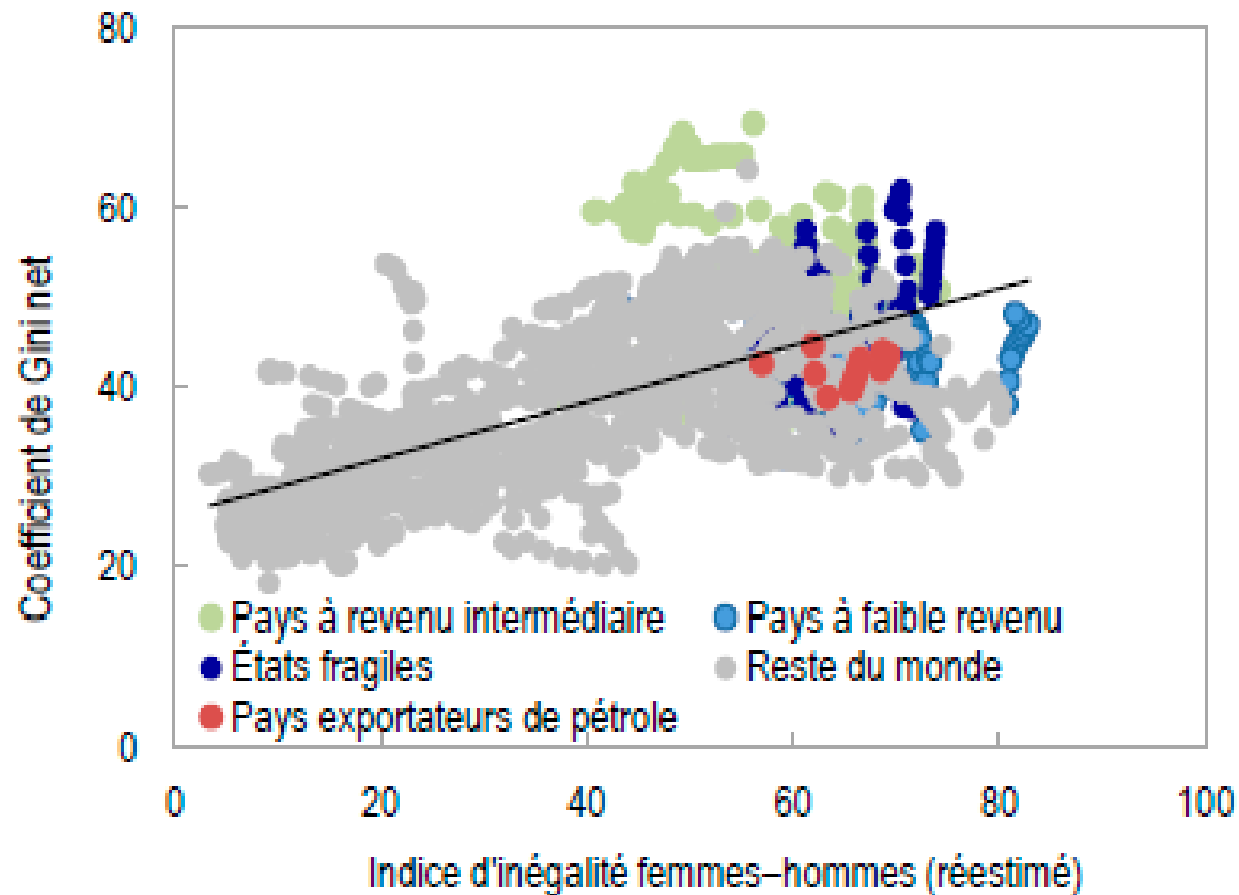 80
60
40
20
0
Coefficient de Gini net
Pays à revenu intermédiaire
Pays à faible revenu
États fragiles
Reste du monde
Pays exportateurs de pétrole
0 20 40 60 80 100
Indice d'inégalité femmes–hommes (réestimé)